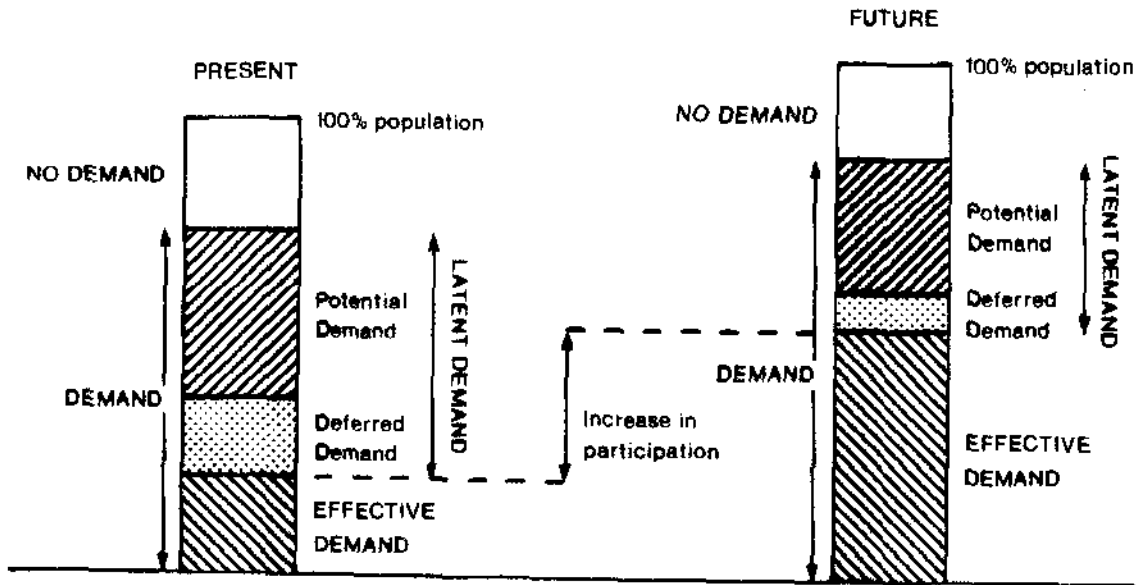 PRESENT
100% population
NO DEMAND
DEMAND
Potential
Demand
LATENT DEMAND
Deferred
Demand
EFFECTIVE
DEMAND
Increase in
participation
FUTURE
100% population
NO DEMAND
DEMAND
Potential
Demand
LATENT DEMAND
Deferred
Demand
EFFECTIVE
DEMAND